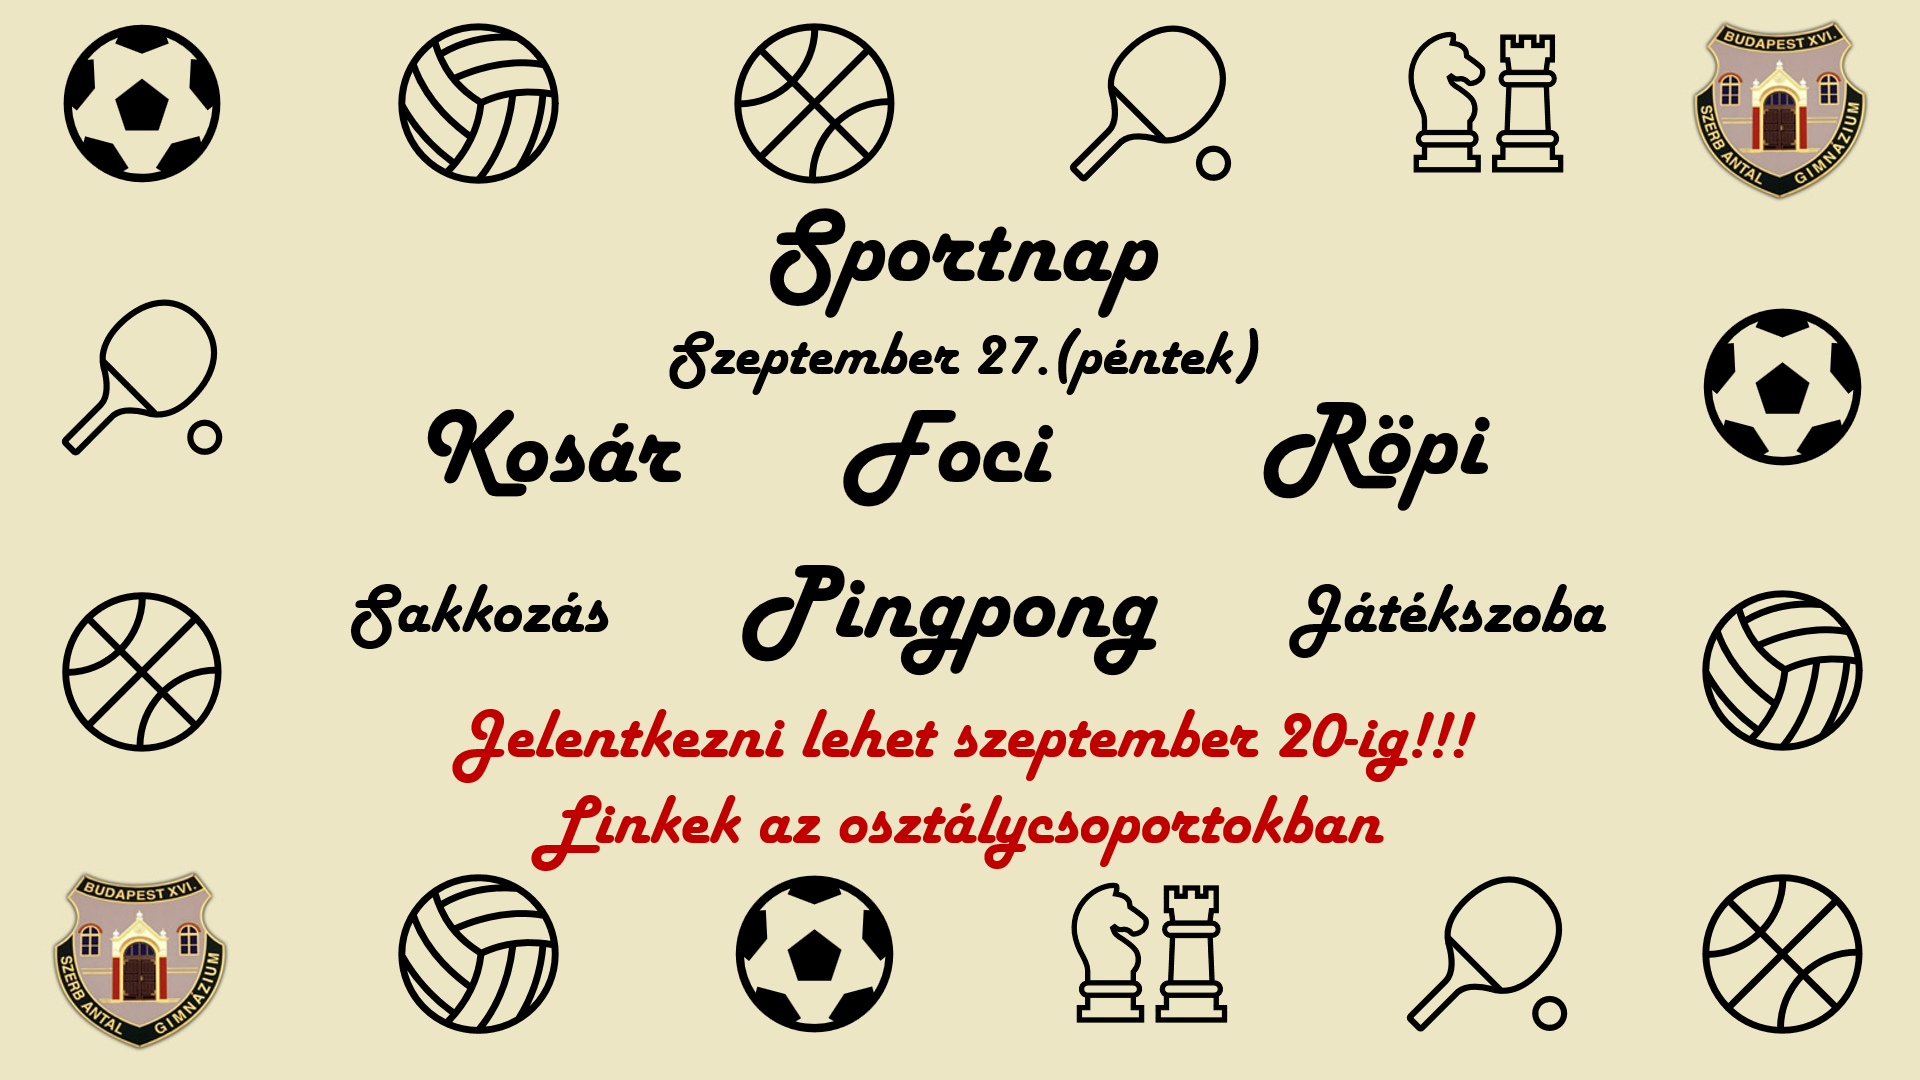 BUDAPEST XVI.
SZERB ANTAL GIMNÁZIUM
Sportnap
Szeptember 27.(péntek)
Kosár Foci Röpi
Sakkozás Pingpong Játékszoba
Jelentkezni lehet szeptember 20-ig!!!
Linkek az osztálycsoportokban
BUDAPEST XVI.
SZERB ANTAL GIMNÁZIUM